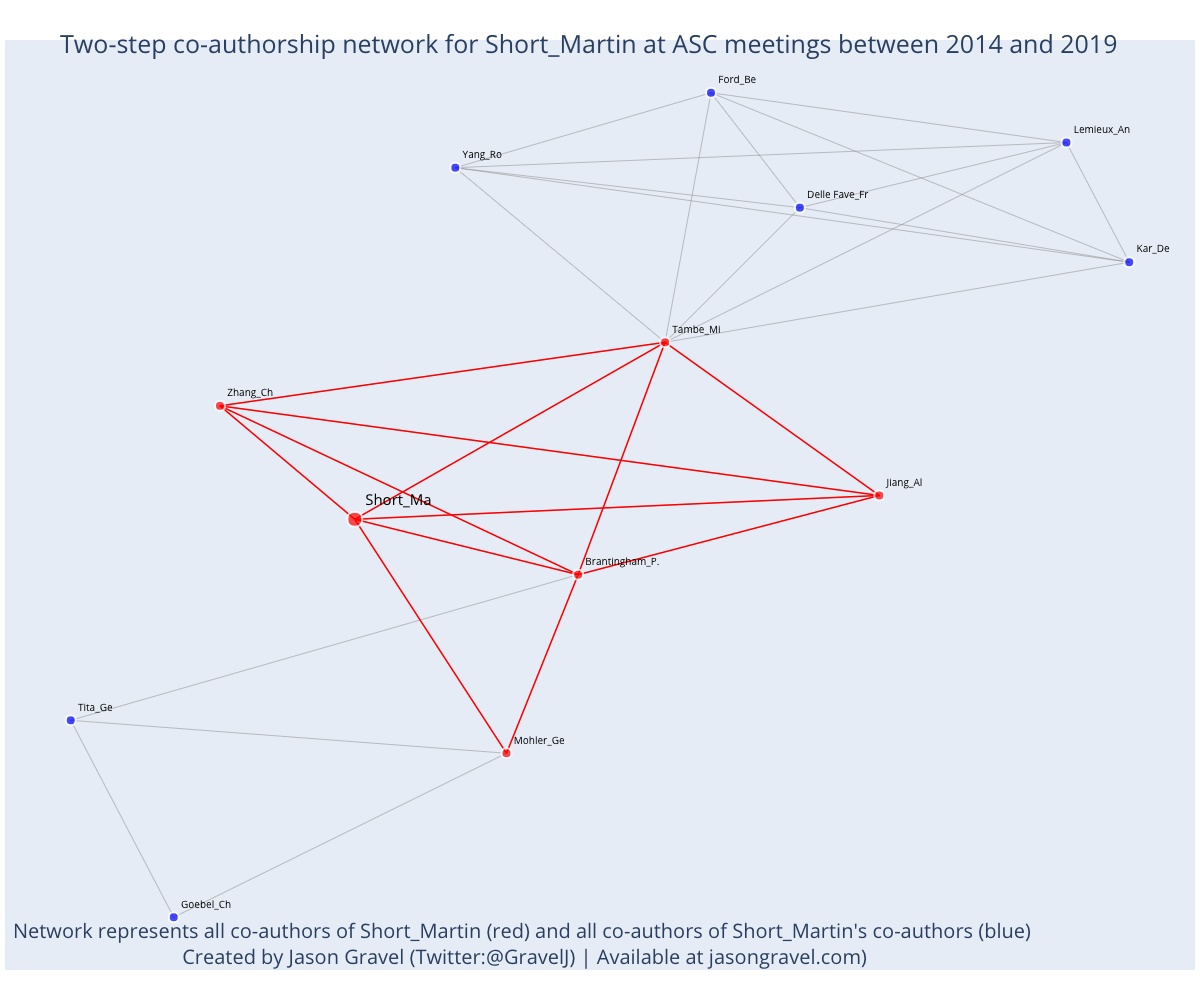 Two-step co-authorship network for Short_Martin at ASC meetings between 2014 and 2019
Ford_Be
Lemieux_An
Yang_Ro
Delle Fave_Fr
Kar_De
Tambe_Mi
Zhang_Ch
Jiang_Al
Short_Ma
Brantingham_P.
Tita_Ge
Mohler_Ge
Goebel_Ch
Network represents all co-authors of Short_Martin (red) and all co-authors of Short_Martin's co-authors (blue)
Created by Jason Gravel (Twitter:@GravelJ) | Available at jasongravel.com)